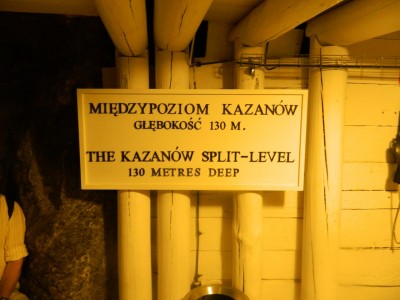 MIĘDZYPOZIOM KAZANÓW
GŁĘBOKOŚĆ 130 M.
THE KAZANÓW SPLIT-LEVEL
130 METRES DEEP